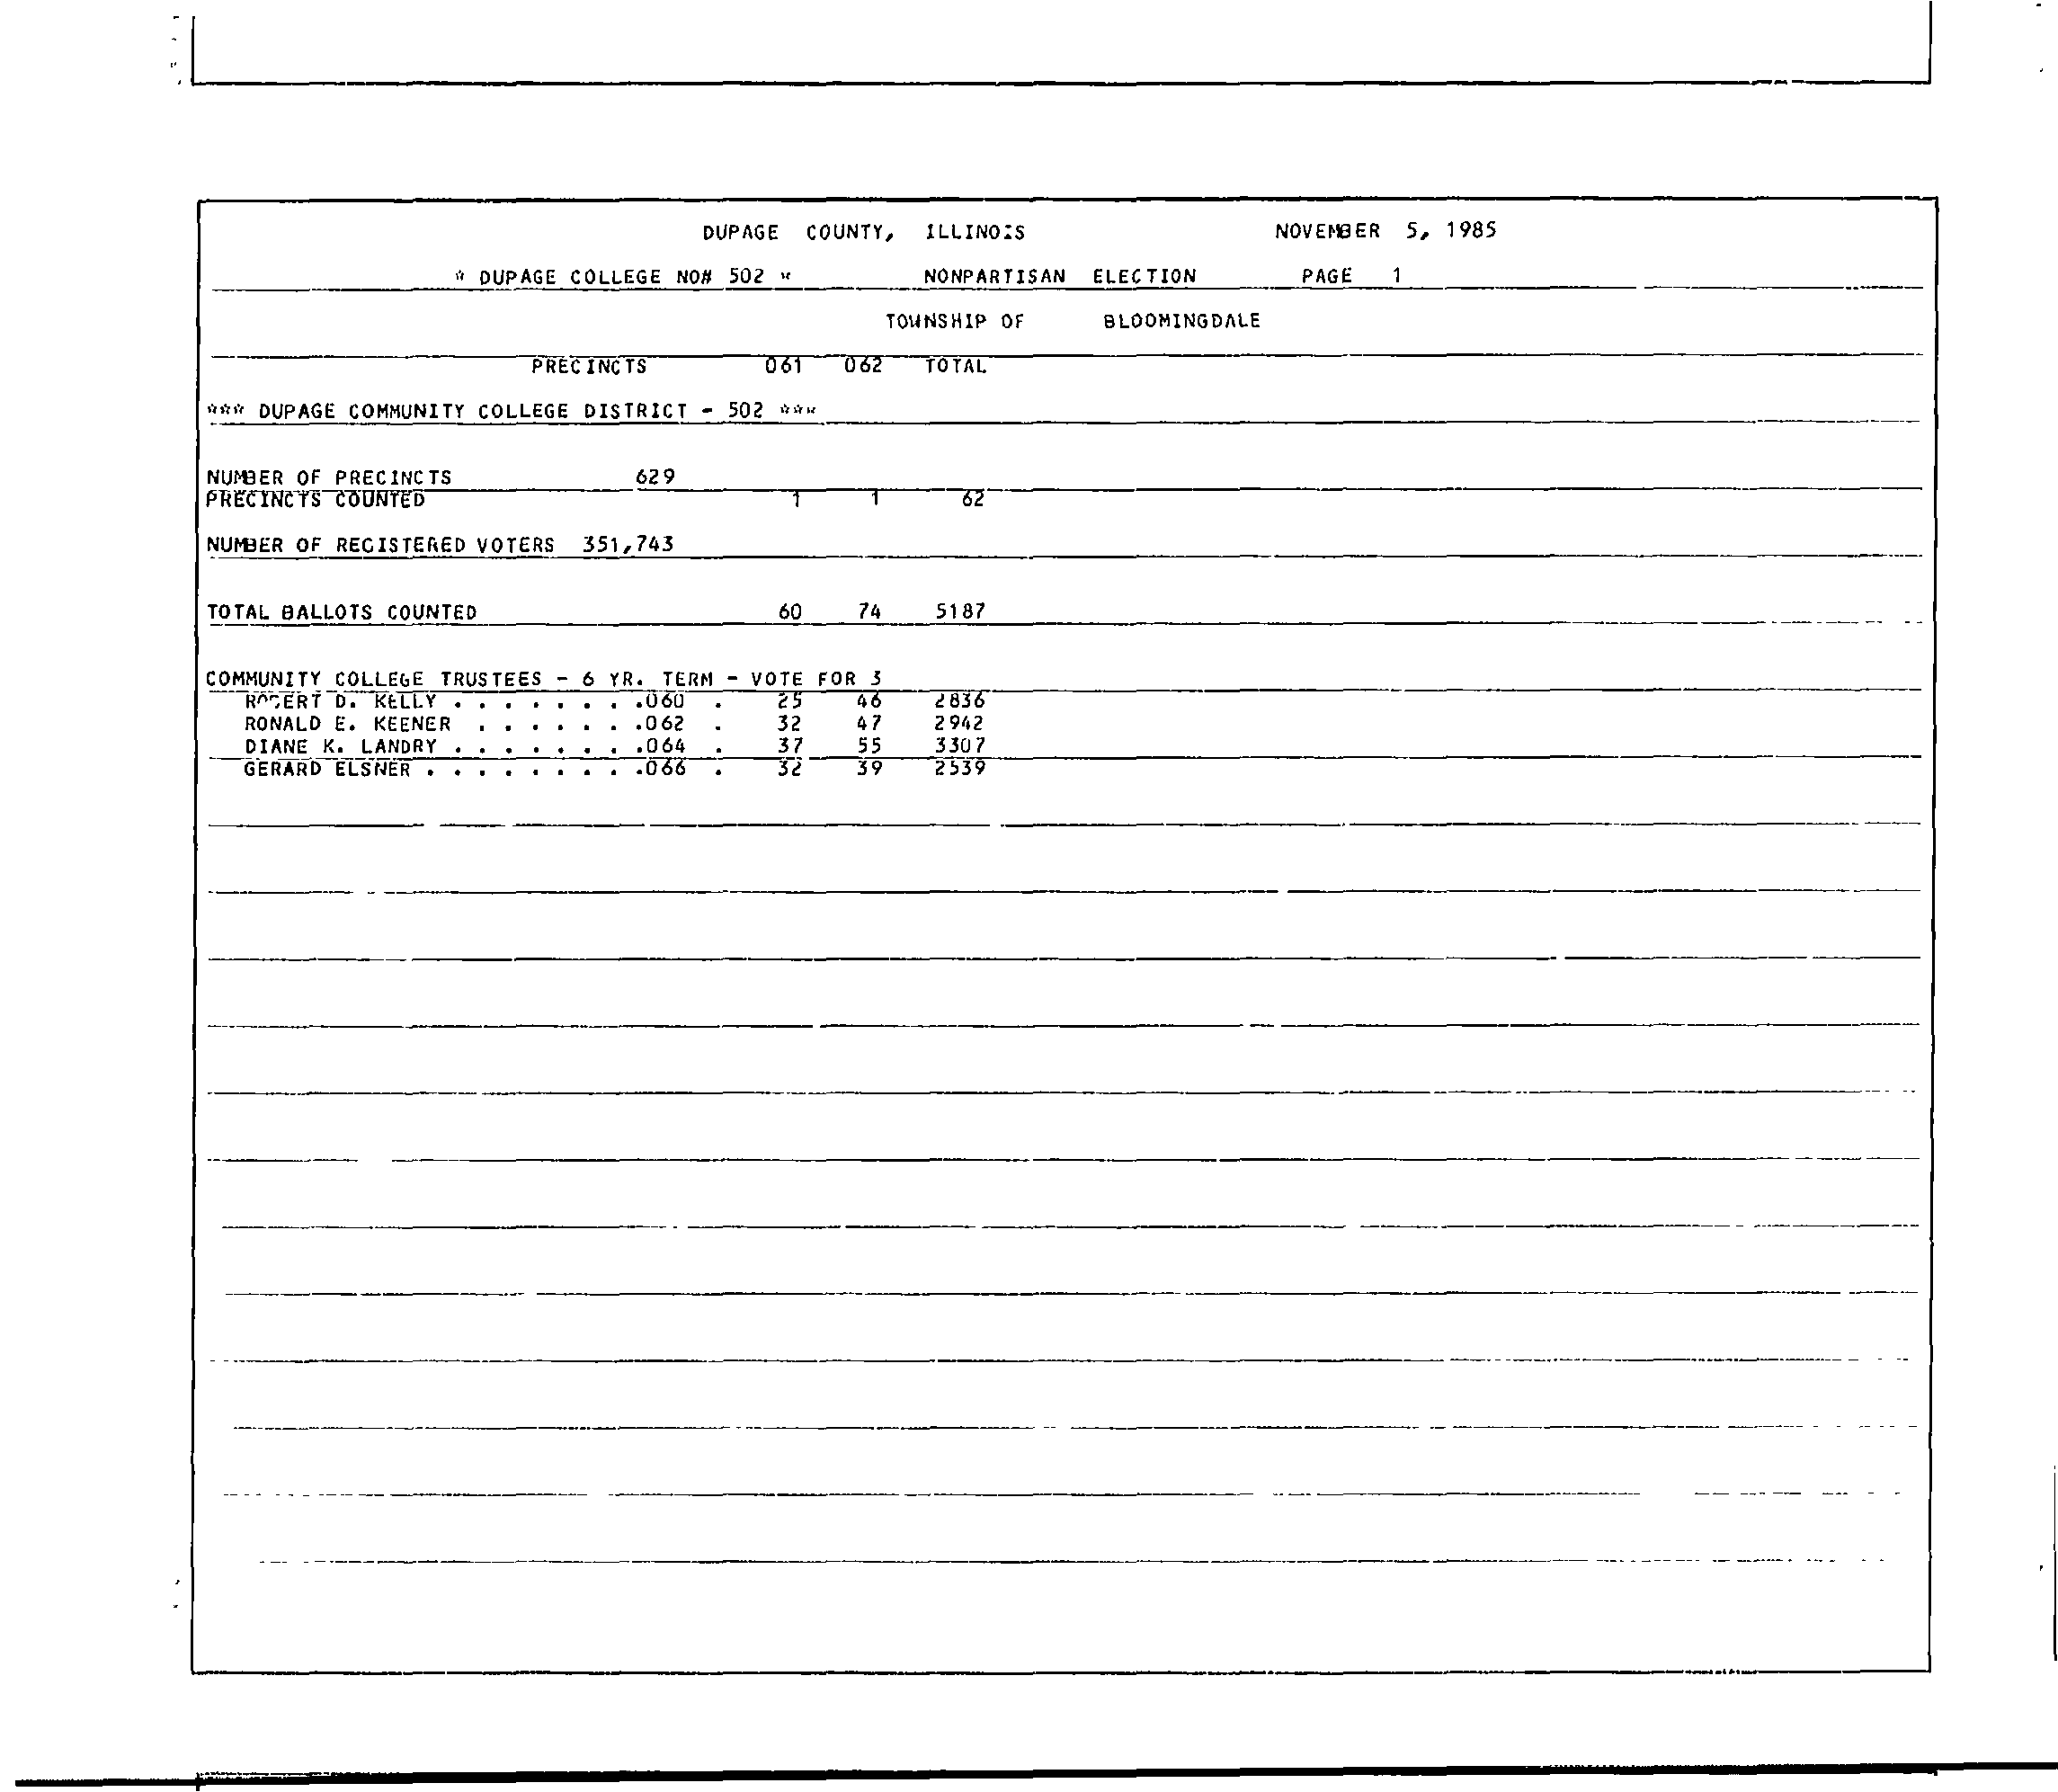 DUPAGE COUNTY, ILLINOIS NOVEMBER 5, 1985
* DUPAGE COLLEGE NO# 502 * NONPARTISAN ELECTION PAGE 1
TOWNSHIP OF BLOOMINGDALE
PRECINCTS 061 062 TOTAL
*** DUPAGE COMMUNITY COLLEGE DISTRICT - 502 ***
NUMBER OF PRECINCTS 629
PRECINCTS COUNTED 1 1 62
NUMBER OF REGISTERED VOTERS 351,743
TOTAL BALLOTS COUNTED 60 74 5187
COMMUNITY COLLEGE TRUSTEES - 6 YR. TERM - VOTE FOR 3
ROBERT D. KELLY . . . . . . . .060 . 25 46 2836
RONALD E. KEENER . . . . . . .062 . 32 47 2942
DIANE K. LANDRY . . . . . . . .064 . 37 55 3307
GERARD ELSNER . . . . . . . . .066 . 32 39 2539